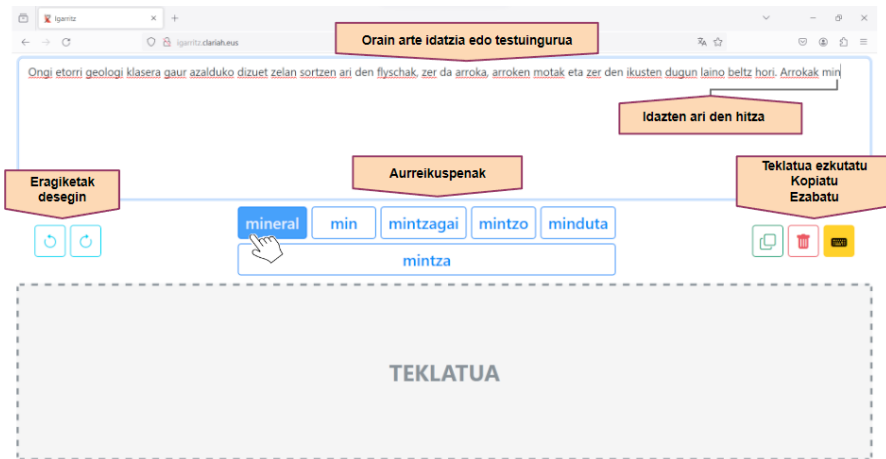 Igarritz
igarritz.clariah.eus
Orain arte idatzia edo testuingurua
Ongi etorri geologi klasera gaur azalduko dizuet zelan sortzen ari den flyschak, zer da arroka, arroken motak eta zer den ikusten dugun laino beltz hori. Arrokak min
Idazten ari den hitza
Eragiketak
desegin
Aurreikuspenak
Teklatua ezkutatu
Kopiatu
Ezabatu
mineral min mintzagai mintzo minduta
mintza
TEKLATUA